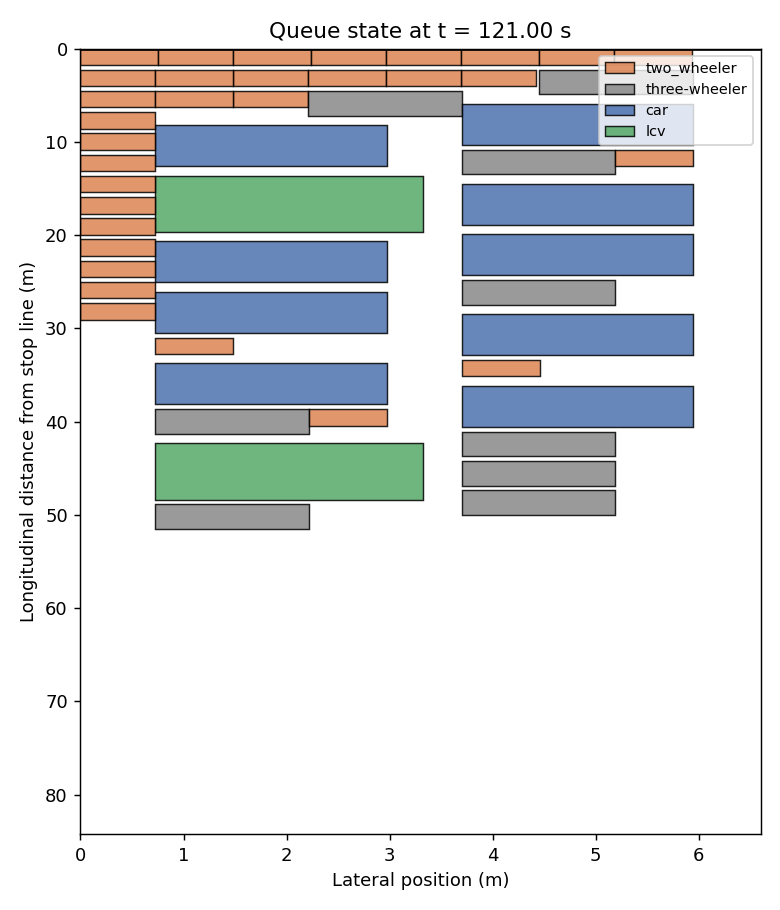 Queue state at t = 121.00 s
two_wheeler
three-wheeler
car
lcv
Longitudinal distance from stop line (m)
0
10
20
30
40
50
60
70
80
0 1 2 3 4 5 6
Lateral position (m)